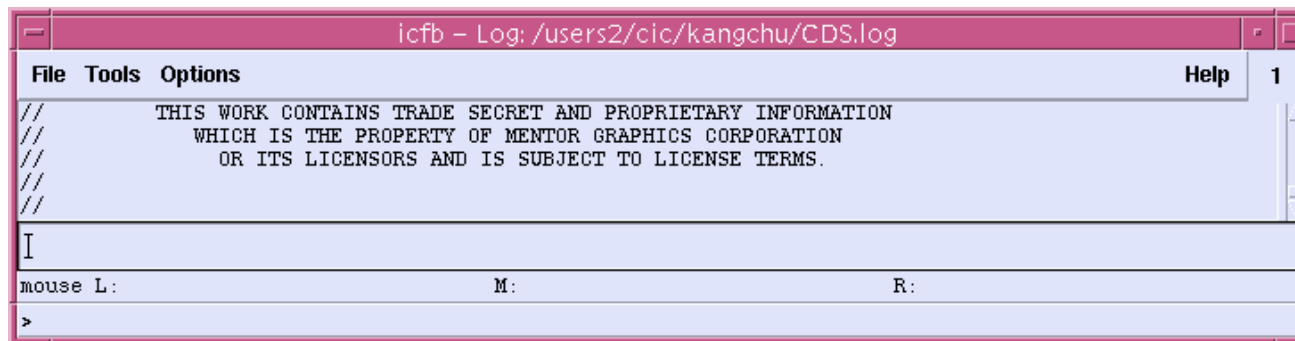 icfb – Log: /users2/cic/kangchu/CDS.log
File Tools Options Help 1
// THIS WORK CONTAINS TRADE SECRET AND PROPRIETARY INFORMATION
// WHICH IS THE PROPERTY OF MENTOR GRAPHICS CORPORATION
// OR ITS LICENSORS AND IS SUBJECT TO LICENSE TERMS.
//
//
mouse L: M: R:
>